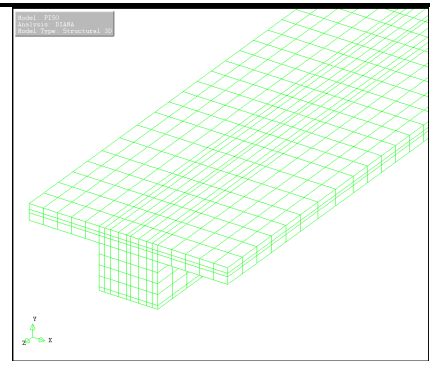 Model: PISO
Analysis: DIANA
Model Type: Structural 3D
Y
Z X